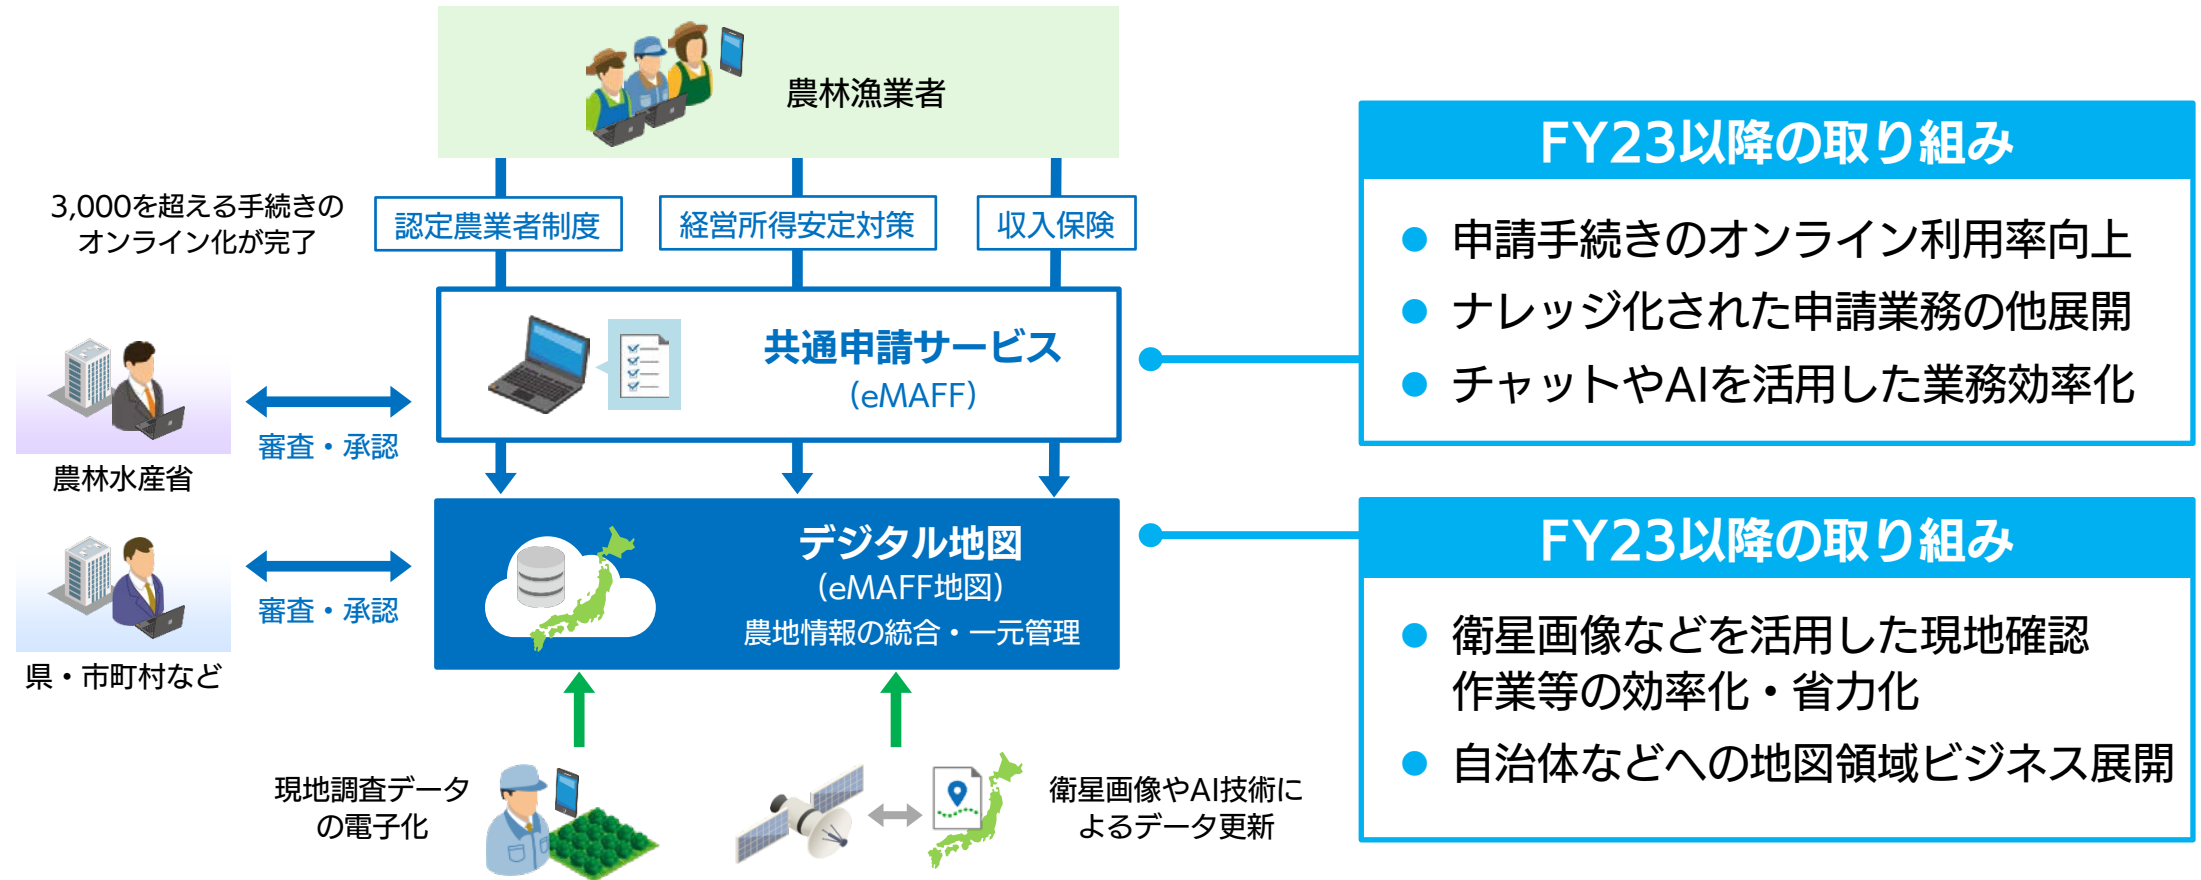 農林漁業者
3,000を超える手続きの
オンライン化が完了
認定農業者制度
経営所得安定対策
収入保険
共通申請サービス
（eMAFF）
審査・承認
農林水産省
デジタル地図
（eMAFF地図）
農地情報の統合・一元管理
審査・承認
県・市町村など
現地調査データ
の電子化
衛星画像やAI技術に
よるデータ更新
FY23以降の取り組み
● 申請手続きのオンライン利用率向上
● ナレッジ化された申請業務の他展開
● チャットやAIを活用した業務効率化
FY23以降の取り組み
● 衛星画像などを活用した現地確認
作業等の効率化・省力化
● 自治体などへの地図領域ビジネス展開